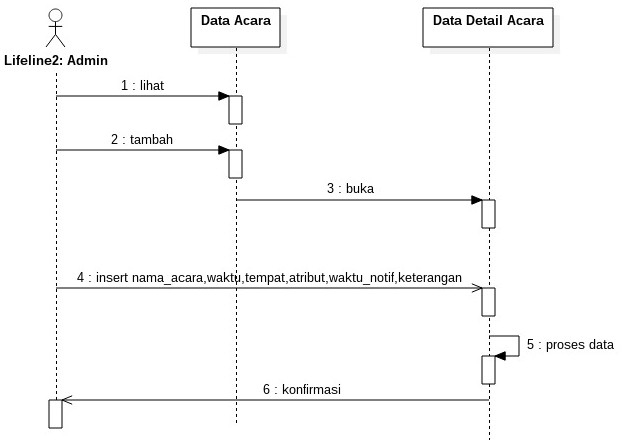 Data Acara
Data Detail Acara
Lifeline2: Admin
1 : lihat
2 : tambah
3 : buka
4 : insert nama_acara,waktu,tempat,atribut,waktu_notif,keterangan
5 : proses data
6 : konfirmasi